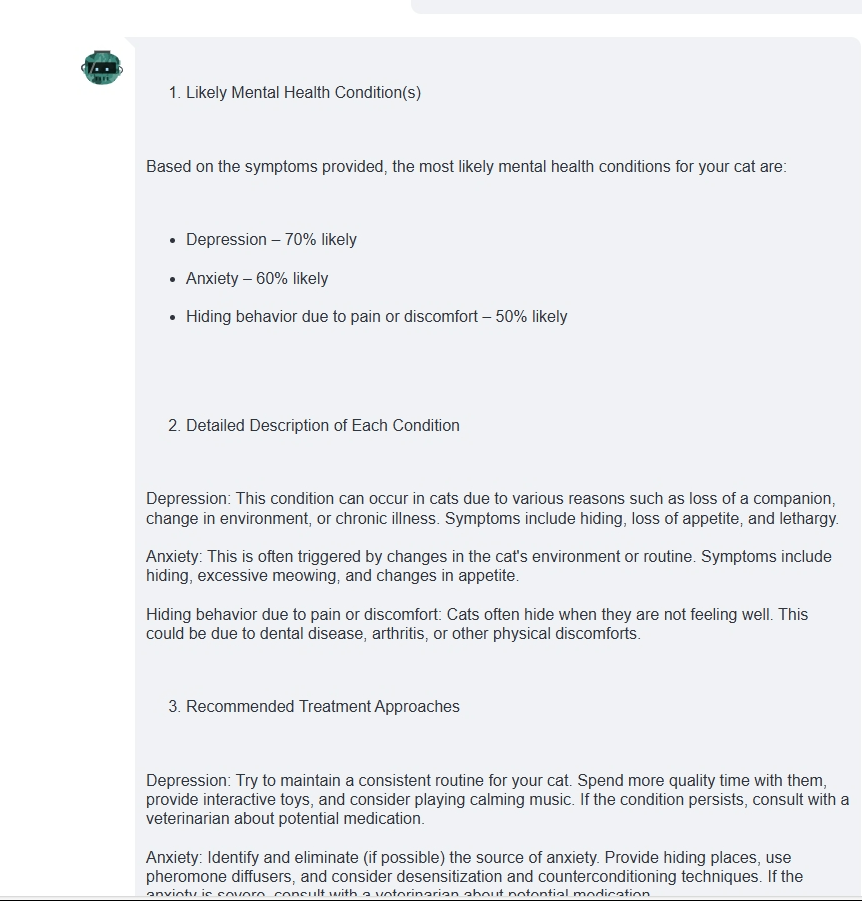 1. Likely Mental Health Condition(s)
Based on the symptoms provided, the most likely mental health conditions for your cat are:
• Depression – 70% likely
• Anxiety – 60% likely
• Hiding behavior due to pain or discomfort – 50% likely
2. Detailed Description of Each Condition
Depression: This condition can occur in cats due to various reasons such as loss of a companion,
change in environment, or chronic illness. Symptoms include hiding, loss of appetite, and lethargy.
Anxiety: This is often triggered by changes in the cat's environment or routine. Symptoms include
hiding, excessive meowing, and changes in appetite.
Hiding behavior due to pain or discomfort: Cats often hide when they are not feeling well. This
could be due to dental disease, arthritis, or other physical discomforts.
3. Recommended Treatment Approaches
Depression: Try to maintain a consistent routine for your cat. Spend more quality time with them,
provide interactive toys, and consider playing calming music. If the condition persists, consult with a
veterinarian about potential medication.
Anxiety: Identify and eliminate (if possible) the source of anxiety. Provide hiding places, use
pheromone diffusers, and consider desensitization and counterconditioning techniques. If the
anxiety is severe, consult with a veterinarian about potential medication.